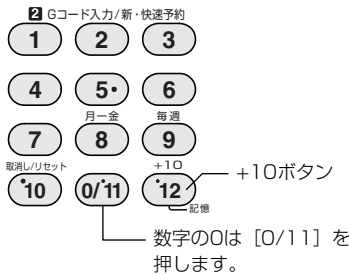 2 Gコード入力/新・快速予約
1 2 3
4 5 6
月ー金 毎週
7 8 9
取消し/リセット +10
10 0/11 12 +10ボタン
記憶
数字の0は［0/11］を
押します。